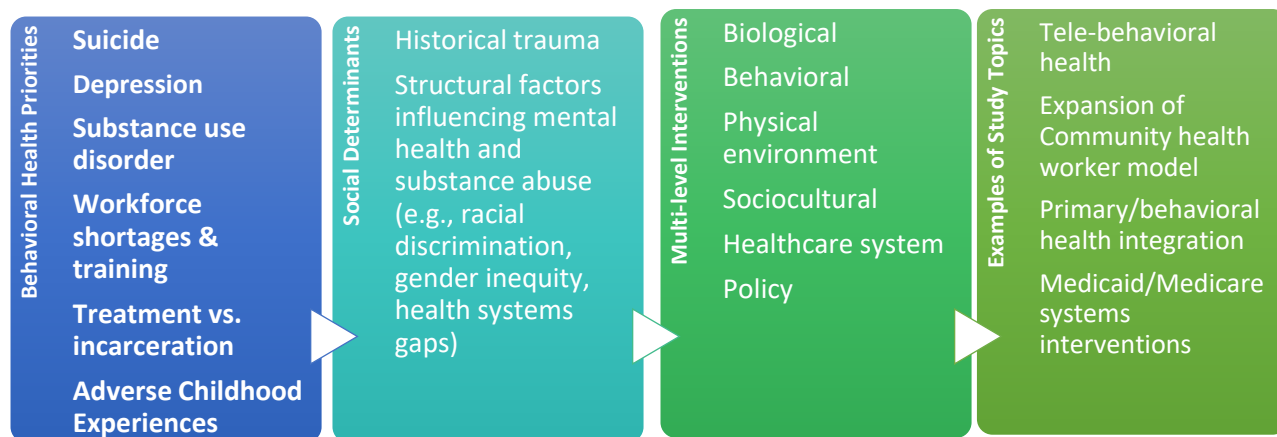 Behavioral Health Priorities
Suicide
Depression
Substance use
disorder
Workforce
shortages &
training
Treatment vs.
incarceration
Adverse Childhood
Experiences
Social Determinants
Historical trauma
Structural factors
influencing mental
health and
substance abuse
(e.g., racial
discrimination,
gender inequity,
health systems
gaps)
Multi-level Interventions
Biological
Behavioral
Physical
environment
Sociocultural
Healthcare system
Policy
Examples of Study Topics
Tele-behavioral
health
Expansion of
Community health
worker model
Primary/behavioral
health integration
Medicaid/Medicare
systems
interventions